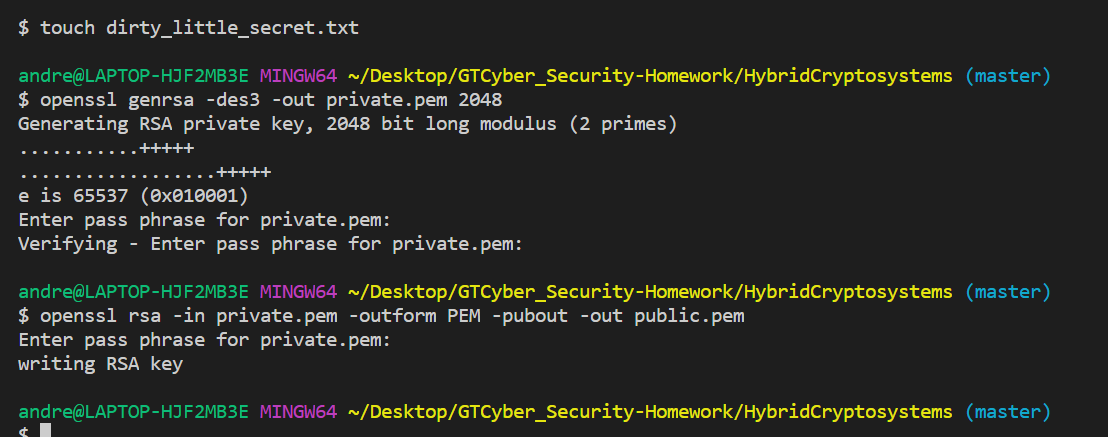 $ touch dirty_little_secret.txt
andre@LAPTOP-HJF2MB3E MINGW64 ~/Desktop/GTCyber_Security-Homework/HybridCryptosystems (master)
$ openssl genrsa -des3 -out private.pem 2048
Generating RSA private key, 2048 bit long modulus (2 primes)
...........+++++
..................+++++
e is 65537 (0x010001)
Enter pass phrase for private.pem:
Verifying - Enter pass phrase for private.pem:
andre@LAPTOP-HJF2MB3E MINGW64 ~/Desktop/GTCyber_Security-Homework/HybridCryptosystems (master)
$ openssl rsa -in private.pem -outform PEM -pubout -out public.pem
Enter pass phrase for private.pem:
writing RSA key
andre@LAPTOP-HJF2MB3E MINGW64 ~/Desktop/GTCyber_Security-Homework/HybridCryptosystems (master)
$